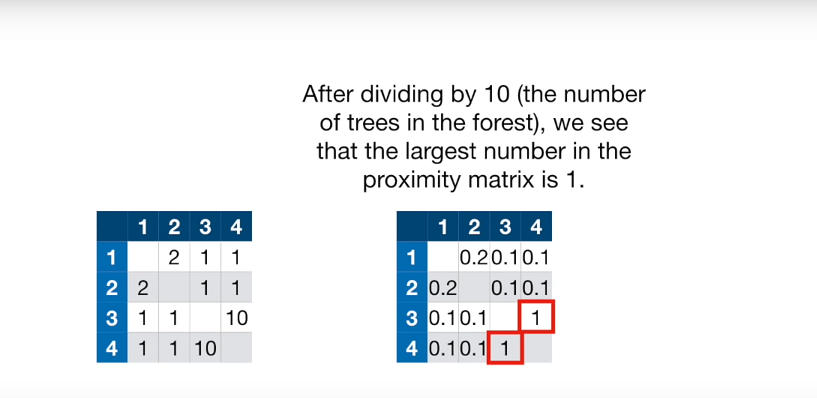 After dividing by 10 (the number
of trees in the forest), we see
that the largest number in the
proximity matrix is 1.
1 2 3 4
1 2 1 1
2 2 1 1
3 1 1 10
4 1 1 10
1 2 3 4
1 0.2 0.1 0.1
2 0.2 0.1 0.1
3 0.1 0.1 1
4 0.1 0.1 1